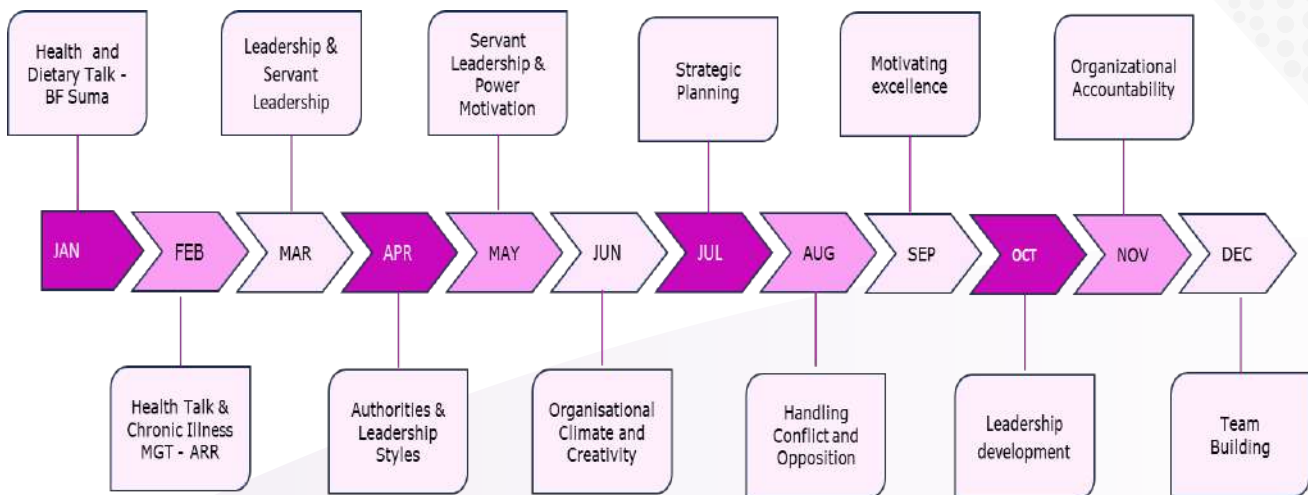 Health and
Dietary Talk -
BF Suma
Leadership &
Servant
Leadership
Servant
Leadership &
Power
Motivation
Strategic
Planning
Motivating
excellence
Organizational
Accountability
JAN
FEB
MAR
APR
MAY
JUN
JUL
AUG
SEP
OCT
NOV
DEC
Health Talk &
Chronic Illness
MGT - ARR
Authorities &
Leadership
Styles
Organisational
Climate and
Creativity
Handling
Conflict and
Opposition
Leadership
development
Team
Building